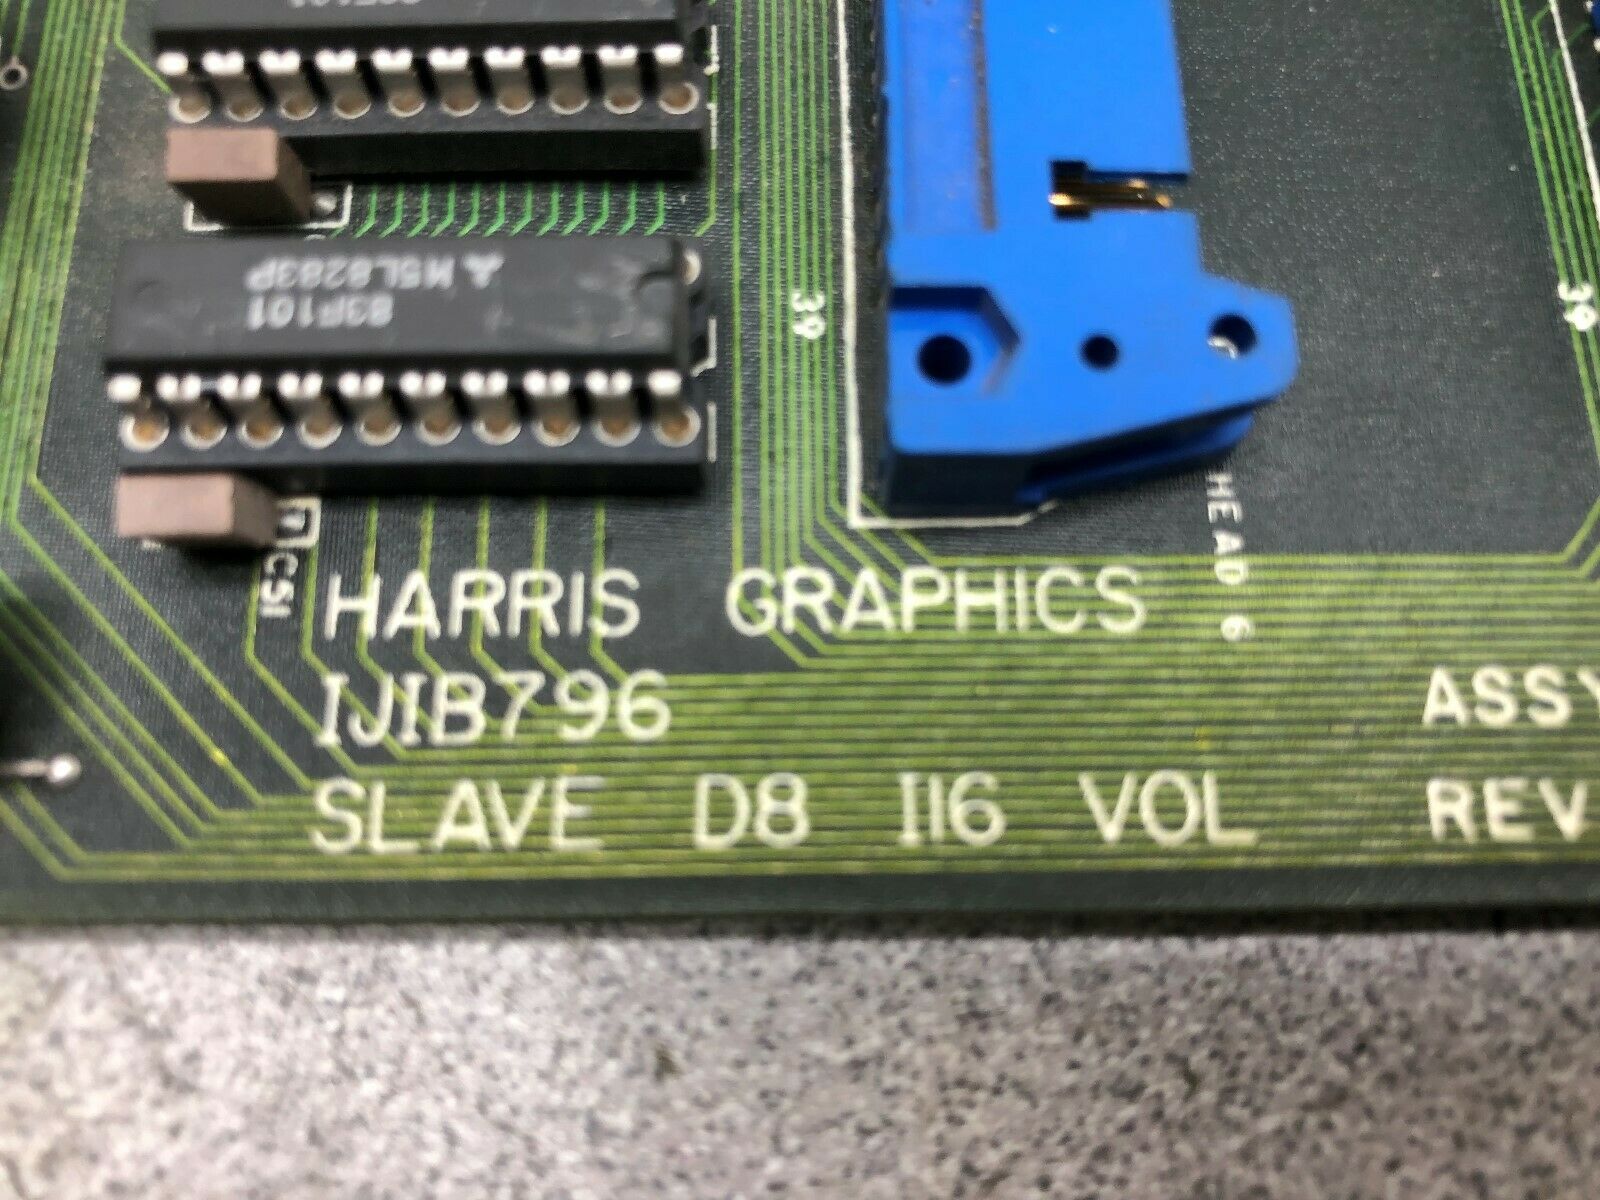 M5L8283P
83F101
39
39
HEAD 6
C51
HARRIS GRAPHICS
IJIB796
ASSY
SLAVE D8 I16 VOL
REV